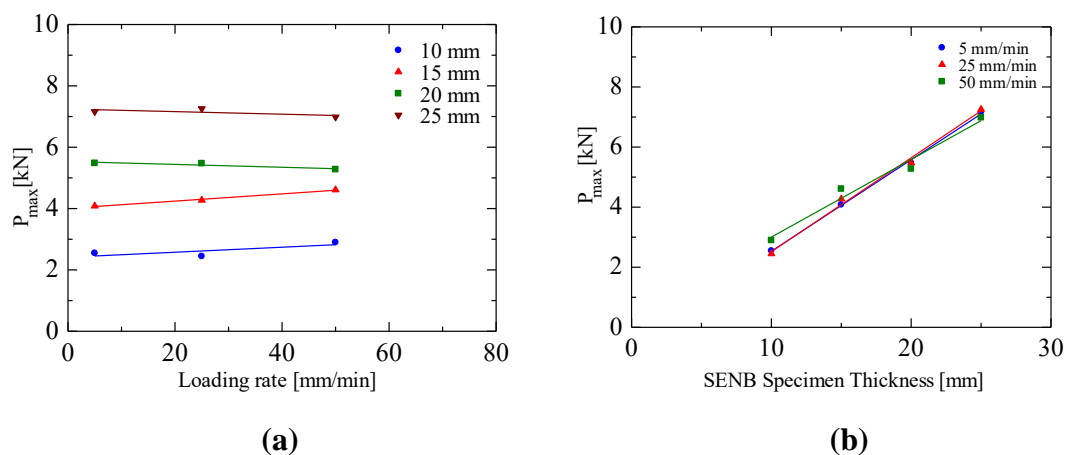 10
8
6
4
2
0
P_max [kN]
10 mm
15 mm
20 mm
25 mm
0
20
40
60
80
Loading rate [mm/min]
(a)
10
8
6
4
2
0
P_max [kN]
5 mm/min
25 mm/min
50 mm/min
0
10
20
30
SENB Specimen Thickness [mm]
(b)